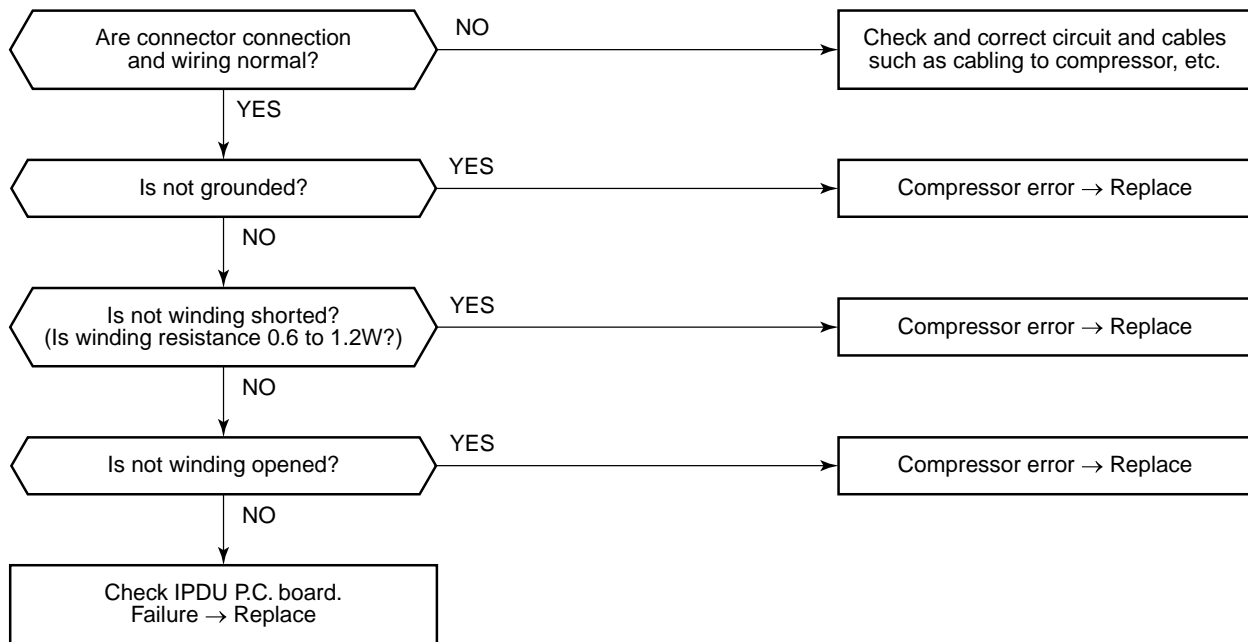 Are connector connection
and wiring normal?
NO
Check and correct circuit and cables
such as cabling to compressor, etc.
YES
Is not grounded?
YES
Compressor error → Replace
NO
Is not winding shorted?
(Is winding resistance 0.6 to 1.2W?)
YES
Compressor error → Replace
NO
Is not winding opened?
YES
Compressor error → Replace
NO
Check IPDU P.C. board.
Failure → Replace